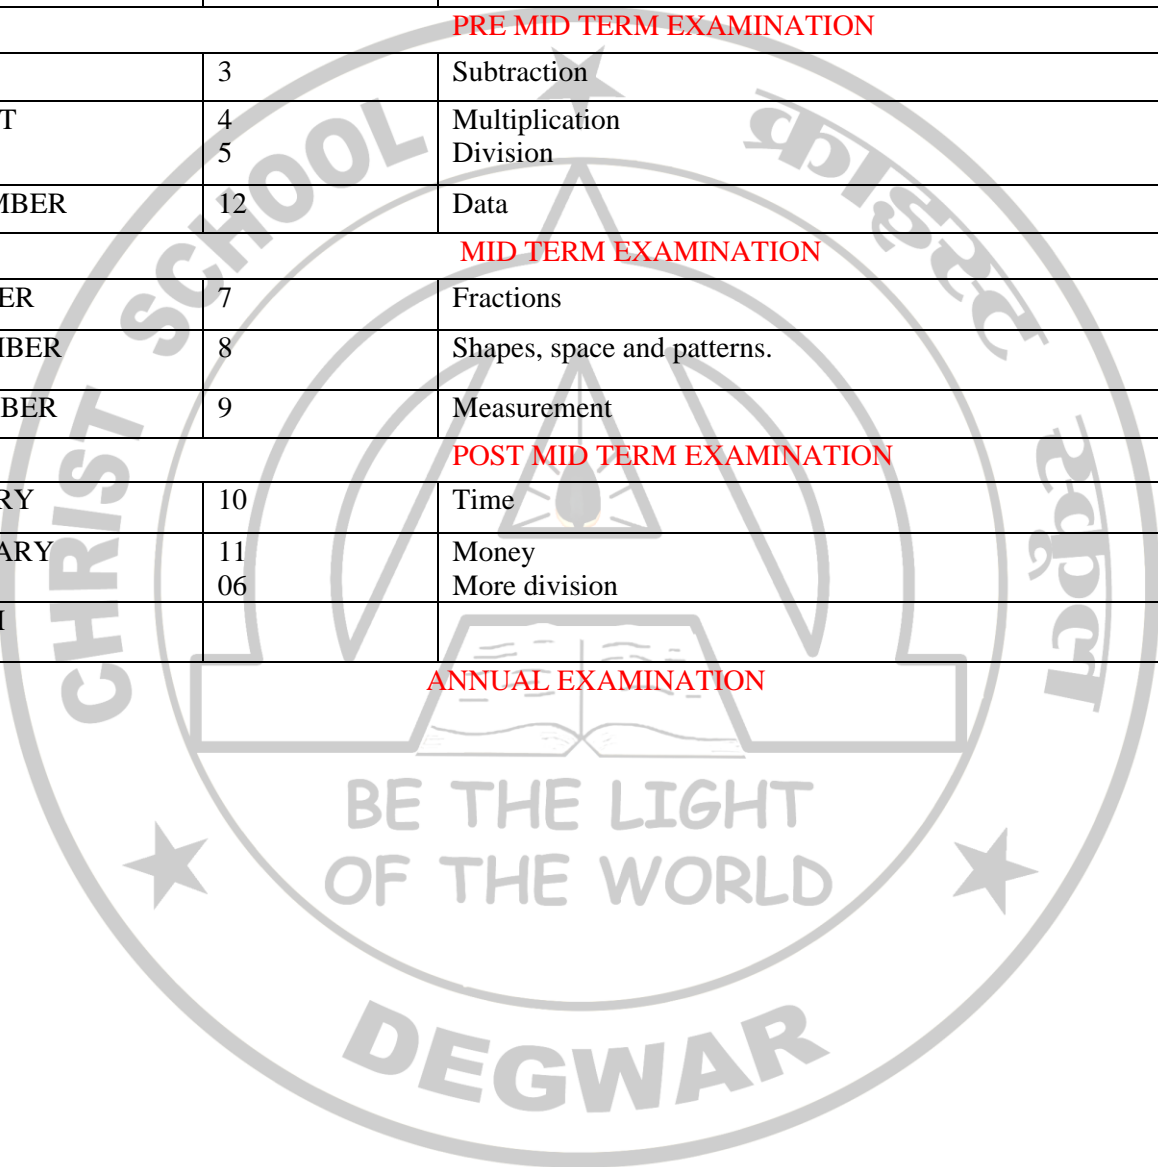 PRE MID TERM EXAMINATION
3 Subtraction
T 4 Multiplication
5 Division
MBER 12 Data
MID TERM EXAMINATION
ER 7 Fractions
MBER 8 Shapes, space and patterns.
BER 9 Measurement
POST MID TERM EXAMINATION
RY 10 Time
ARY 11 Money
06 More division
ANNUAL EXAMINATION
CHRIST SCHOOL
क्राइस्ट स्कूल
BE THE LIGHT
OF THE WORLD
DEGWAR